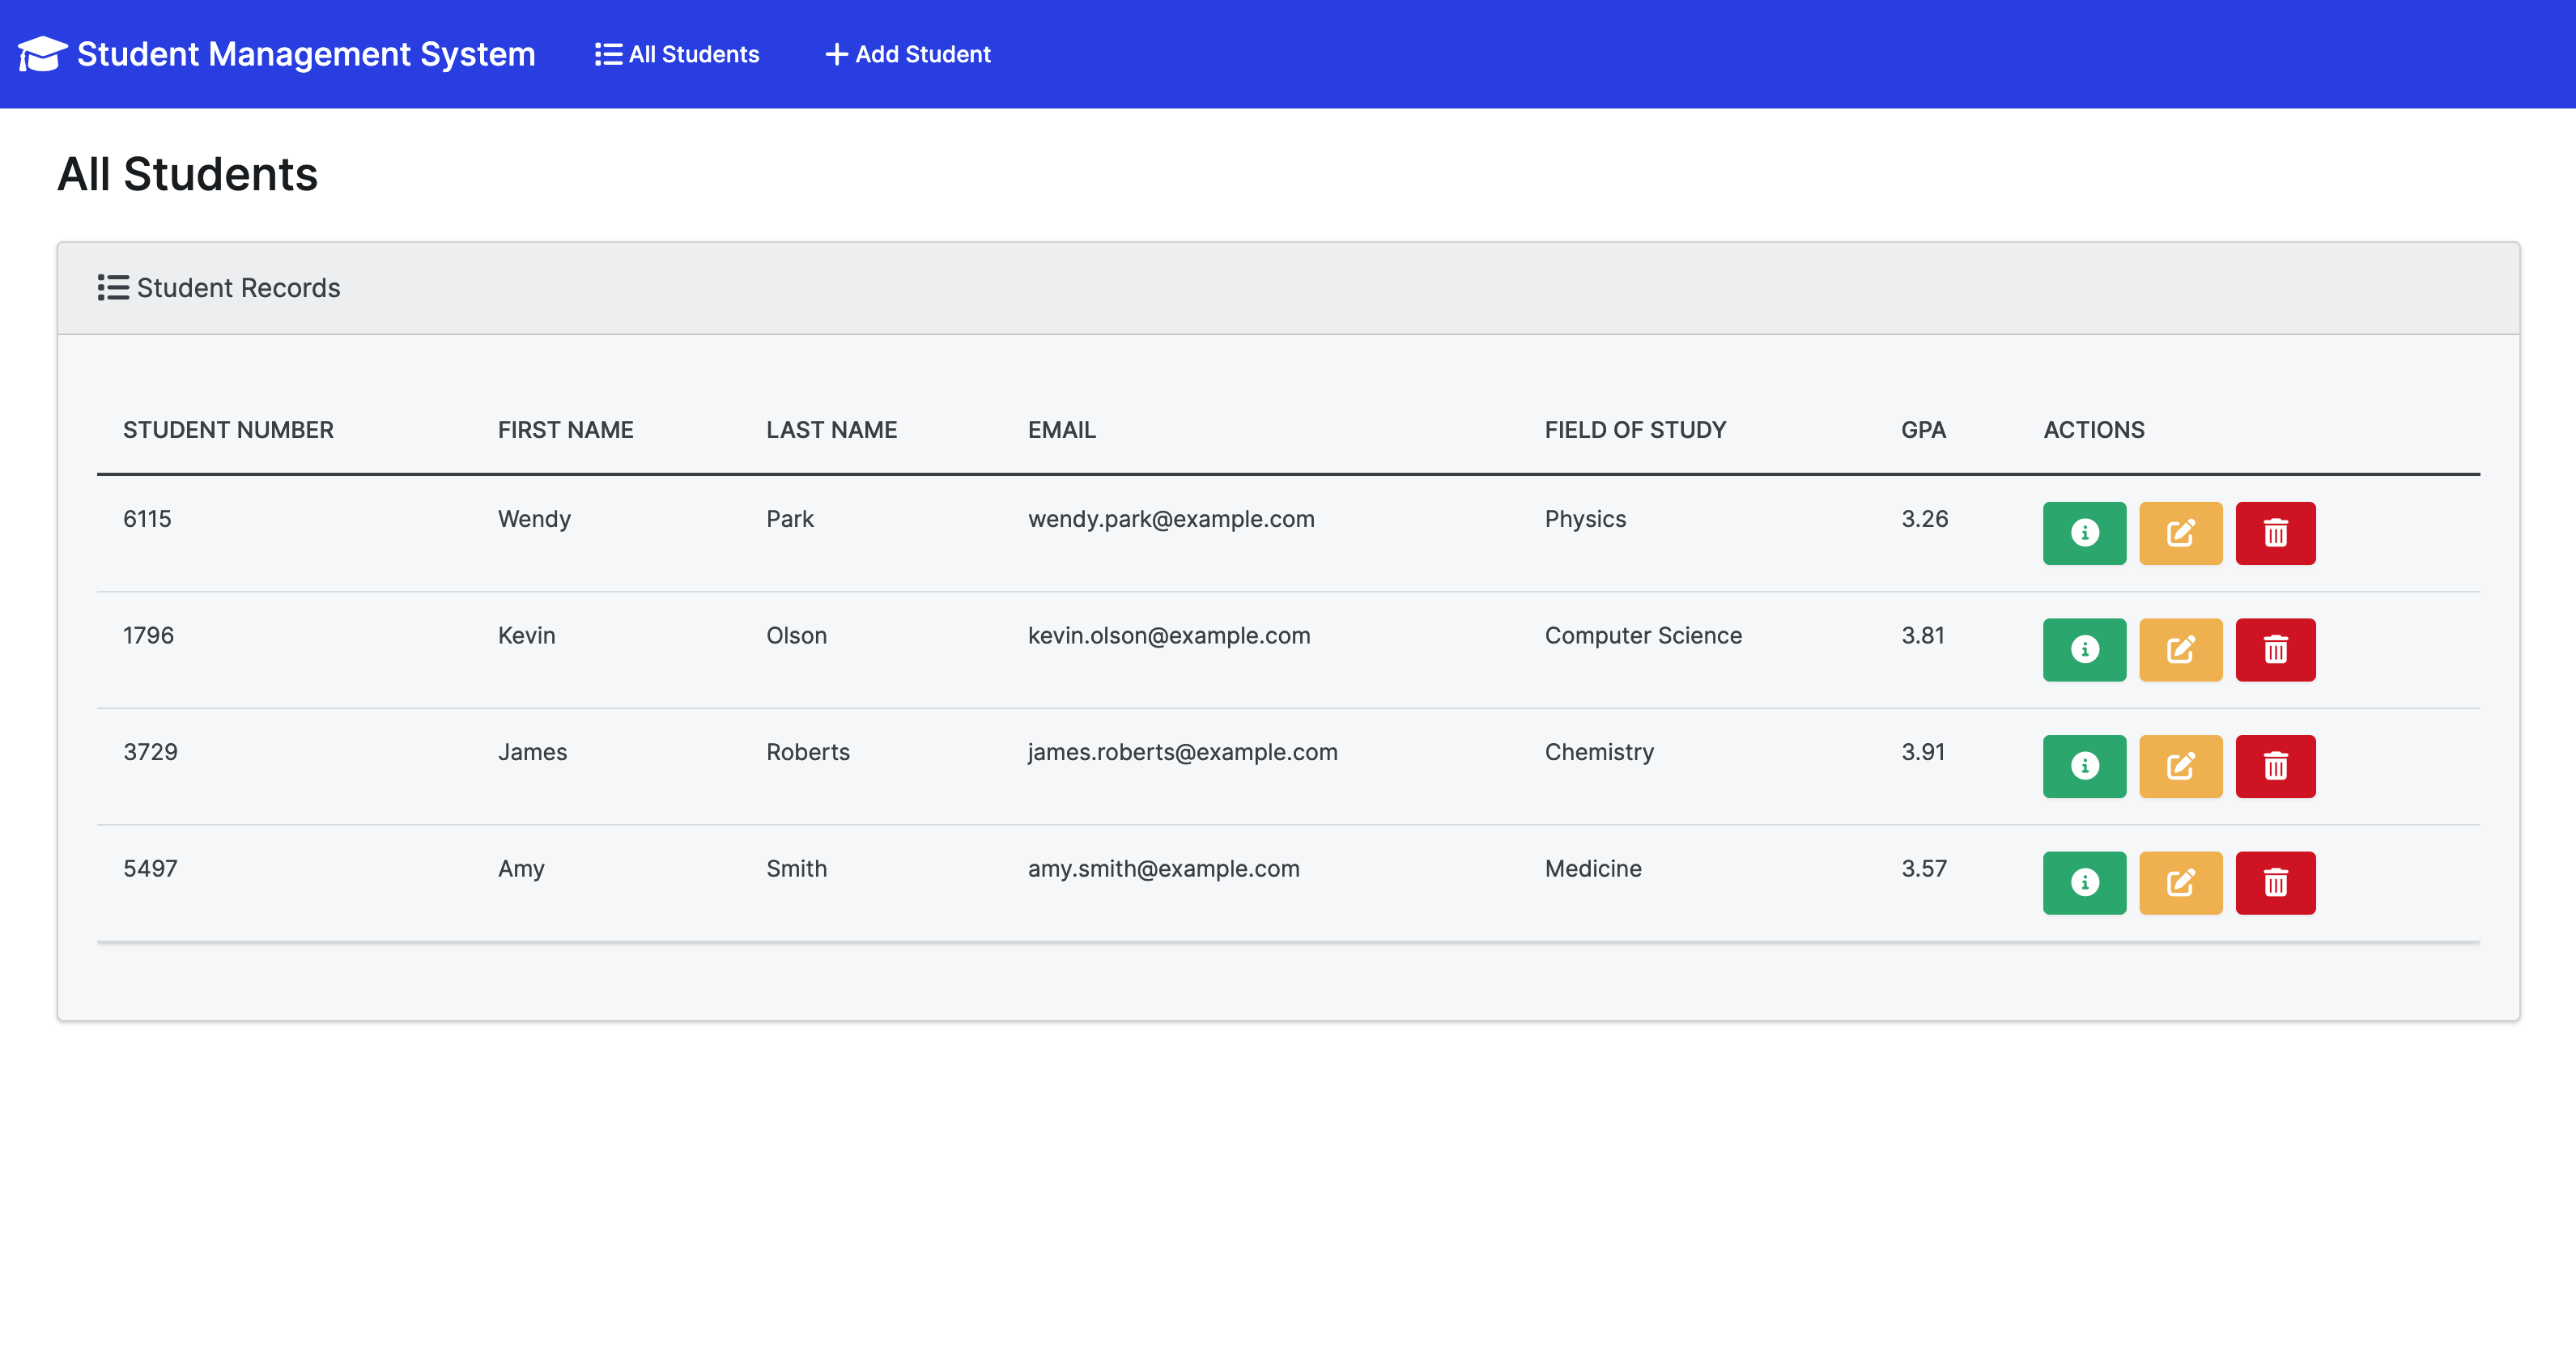 Student Management System All Students Add Student
All Students
Student Records
STUDENT NUMBER FIRST NAME LAST NAME EMAIL FIELD OF STUDY GPA ACTIONS
6115 Wendy Park wendy.park@example.com Physics 3.26
1796 Kevin Olson kevin.olson@example.com Computer Science 3.81
3729 James Roberts james.roberts@example.com Chemistry 3.91
5497 Amy Smith amy.smith@example.com Medicine 3.57